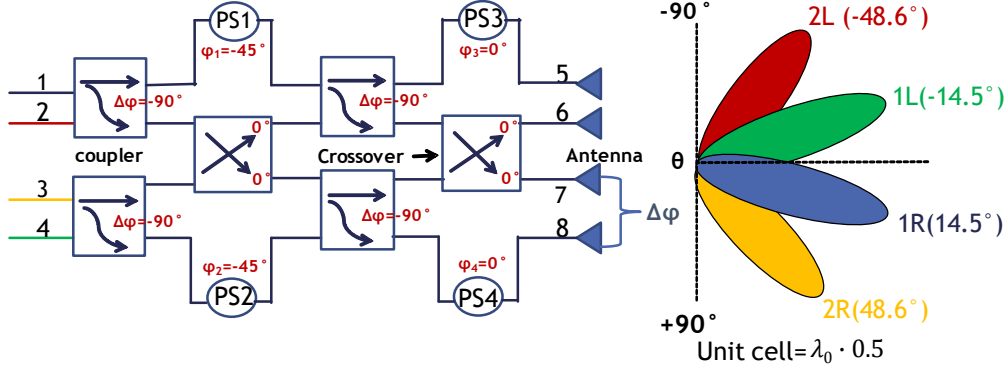 PS1
φ₁=-45°
PS3
φ₃=0°
1
2
Δφ=-90°
coupler
0°
0°
Δφ=-90°
Crossover
0°
0°
5
6
Antenna
7
8
Δφ
3
4
Δφ=-90°
Δφ=-90°
φ₂=-45°
PS2
φ₄=0°
PS4
-90°
2L (-48.6°)
1L(-14.5°)
θ
1R(14.5°)
2R(48.6°)
+90°
Unit cell=λ₀ · 0.5